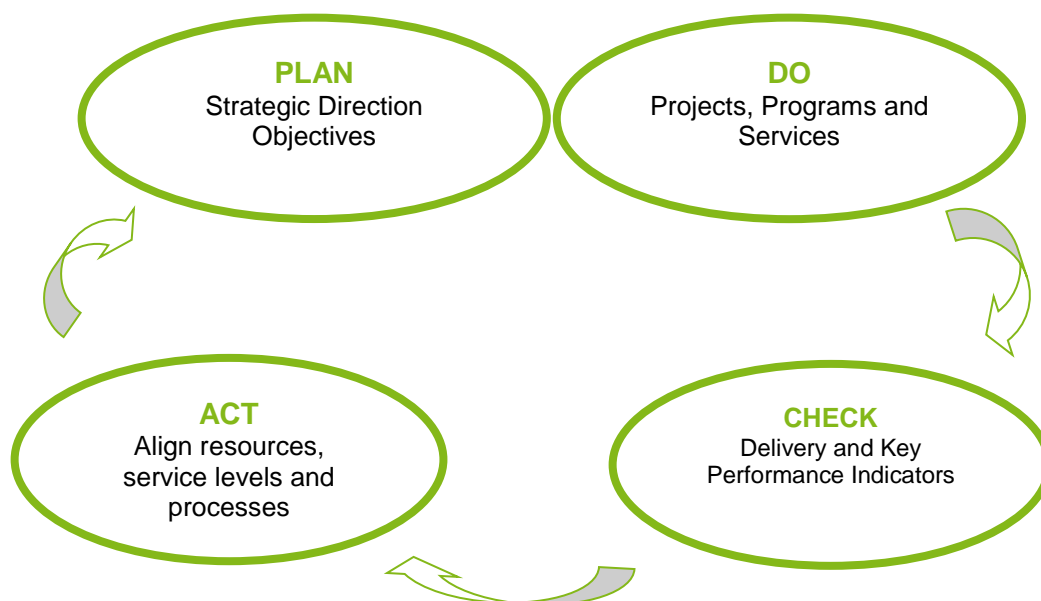 PLAN
Strategic Direction
Objectives
DO
Projects, Programs and
Services
ACT
Align resources,
service levels and
processes
CHECK
Delivery and Key
Performance Indicators